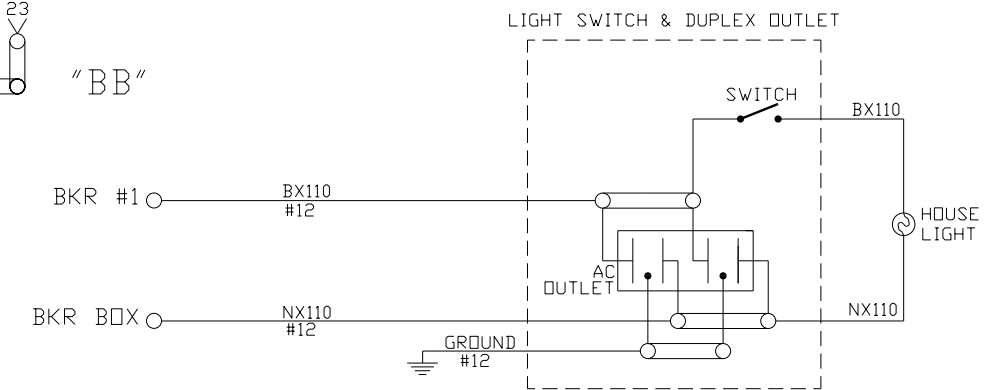 23
LIGHT SWITCH & DUPLEX OUTLET
"BB"
SWITCH
BX110
BKR #1
BX110
#12
HOUSE
LIGHT
AC
OUTLET
BKR BOX
NX110
#12
NX110
GROUND
#12